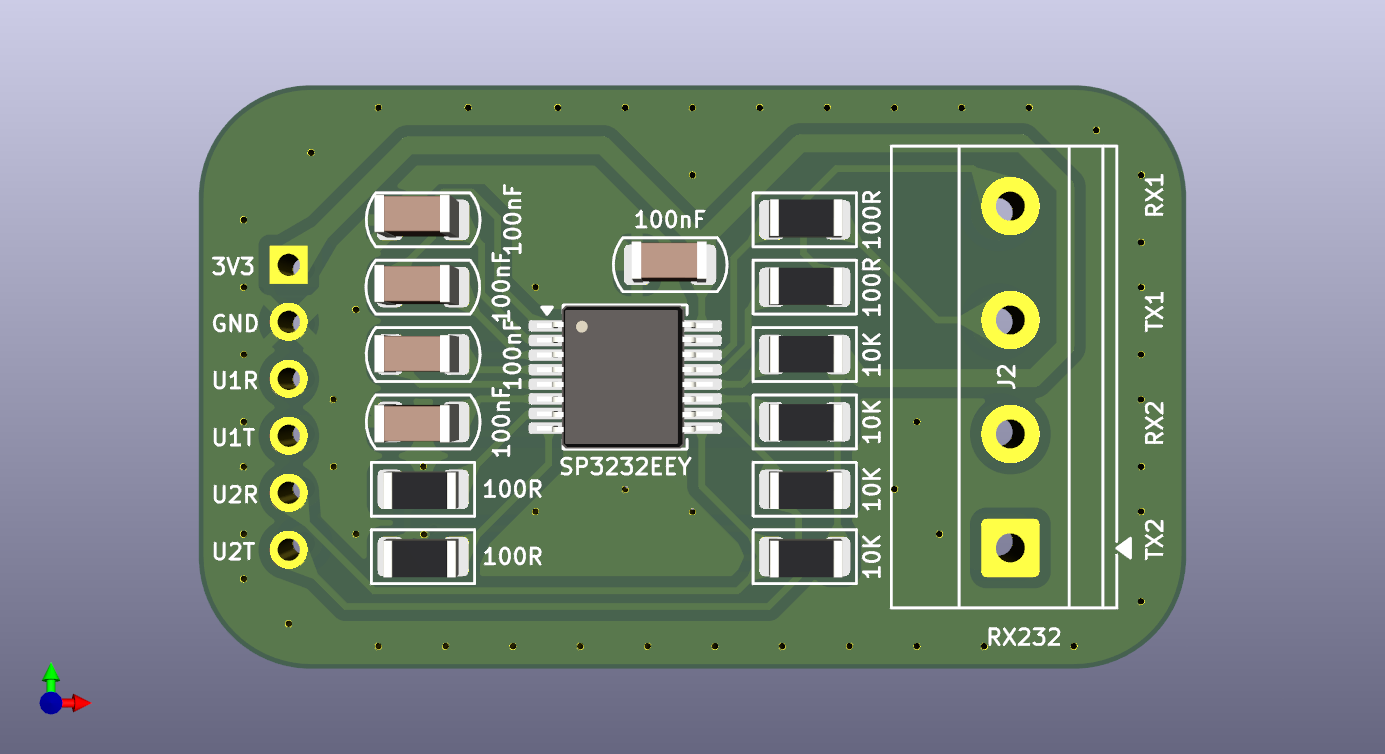 3V3
GND
U1R
U1T
U2R
U2T
100nF
100nF
100nF
100nF
100R
100R
100nF
SP3232EEY
100R
100R
10K
10K
10K
10K
J2
RX1
TX1
RX2
TX2
RX232